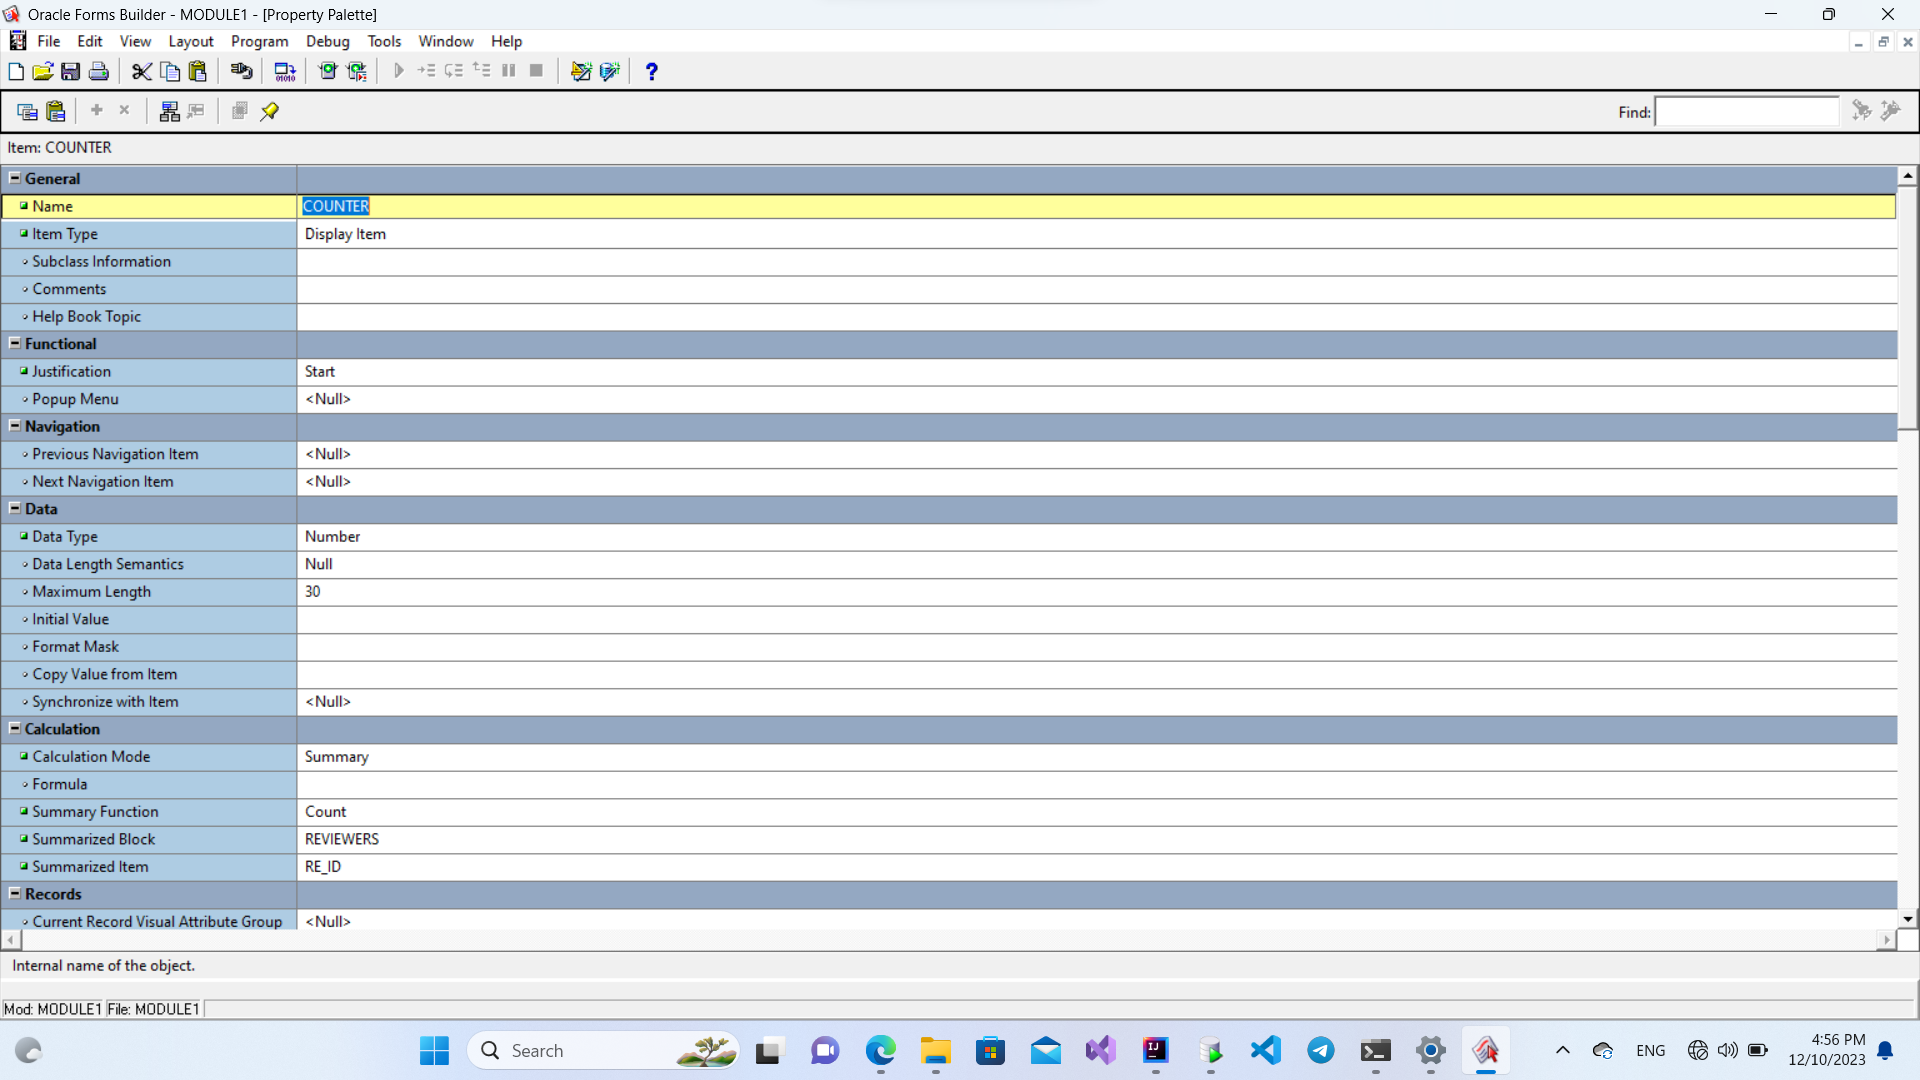 Oracle Forms Builder - MODULE1 - [Property Palette]
File Edit View Layout Program Debug Tools Window Help
Find:
Item: COUNTER
General
Name COUNTER
Item Type Display Item
Subclass Information
Comments
Help Book Topic
Functional
Justification Start
Popup Menu <Null>
Navigation
Previous Navigation Item <Null>
Next Navigation Item <Null>
Data
Data Type Number
Data Length Semantics Null
Maximum Length 30
Initial Value
Format Mask
Copy Value from Item
Synchronize with Item <Null>
Calculation
Calculation Mode Summary
Formula
Summary Function Count
Summarized Block REVIEWERS
Summarized Item RE_ID
Records
Current Record Visual Attribute Group <Null>
Internal name of the object.
Mod: MODULE1 File: MODULE1
Search
ENG
4:56 PM
12/10/2023